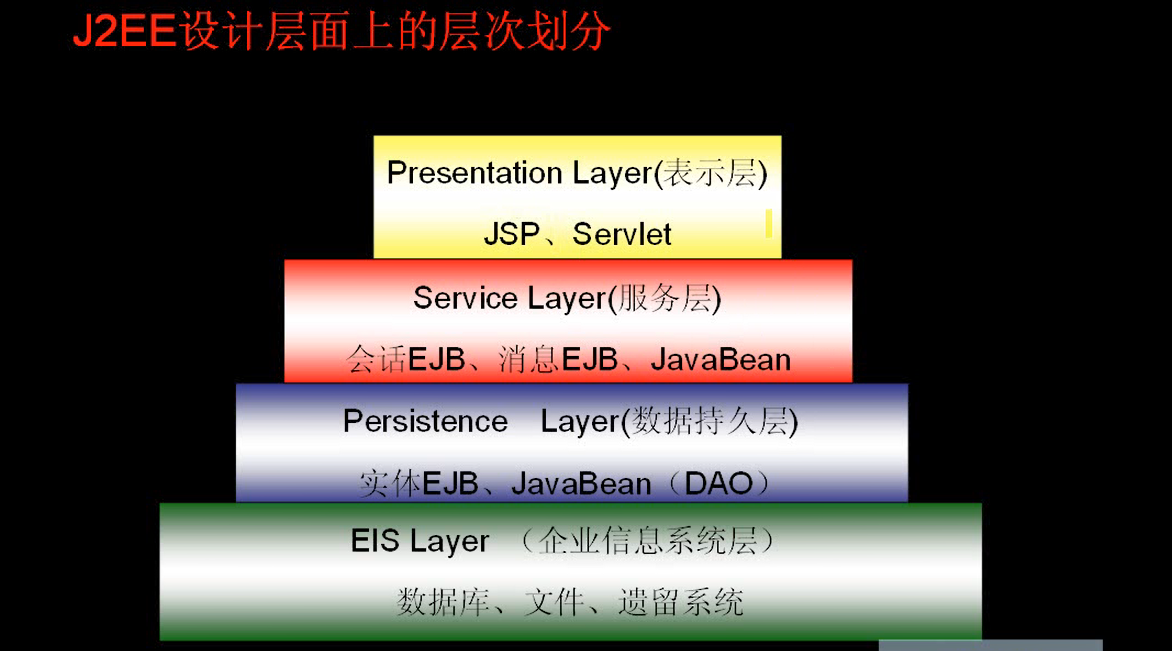 J2EE设计层面上的层次划分
Presentation Layer(表示层)
JSP、Servlet
Service Layer(服务层)
会话EJB、消息EJB、JavaBean
Persistence Layer(数据持久层)
实体EJB、JavaBean（DAO）
EIS Layer （企业信息系统层）
数据库、文件、遗留系统